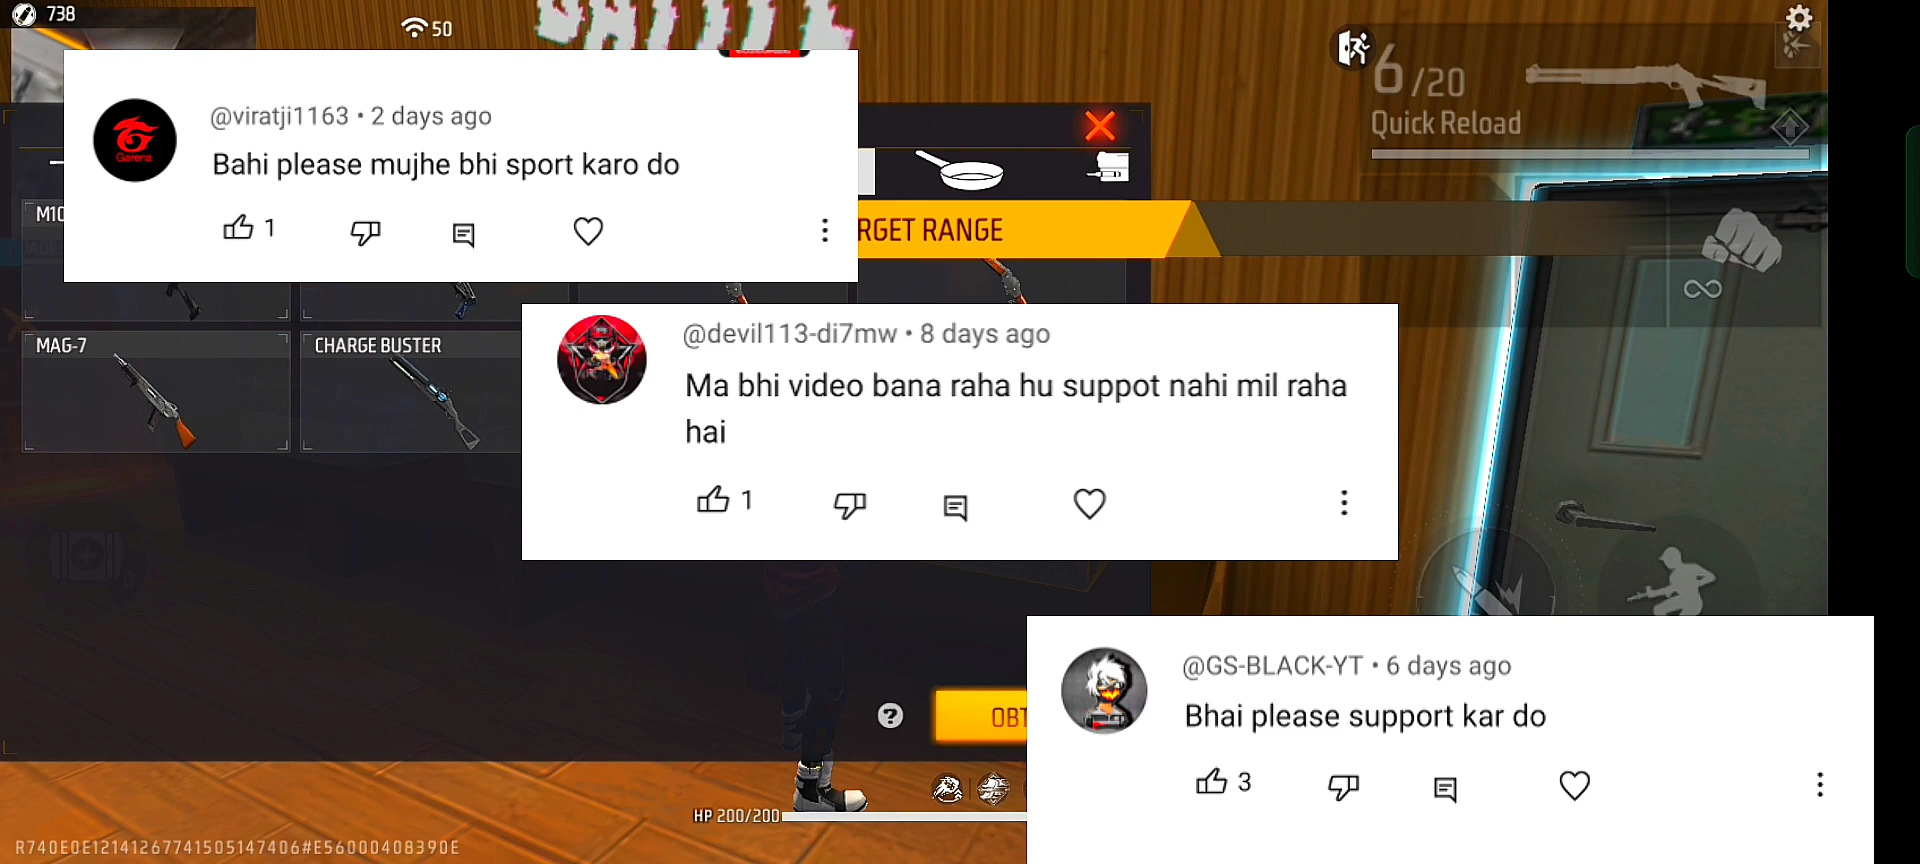 738
50
6/20
Quick Reload
@viratji1163 • 2 days ago
Garena
Bahi please mujhe bhi sport karo do
1
M10
RGET RANGE
MAG-7
CHARGE BUSTER
@devil113-di7mw • 8 days ago
Ma bhi video bana raha hu suppot nahi mil raha
hai
1
@GS-BLACK-YT • 6 days ago
Bhai please support kar do
3
?
OBT
HP 200/200
R740E0E12141267741505147406#E56000408390E